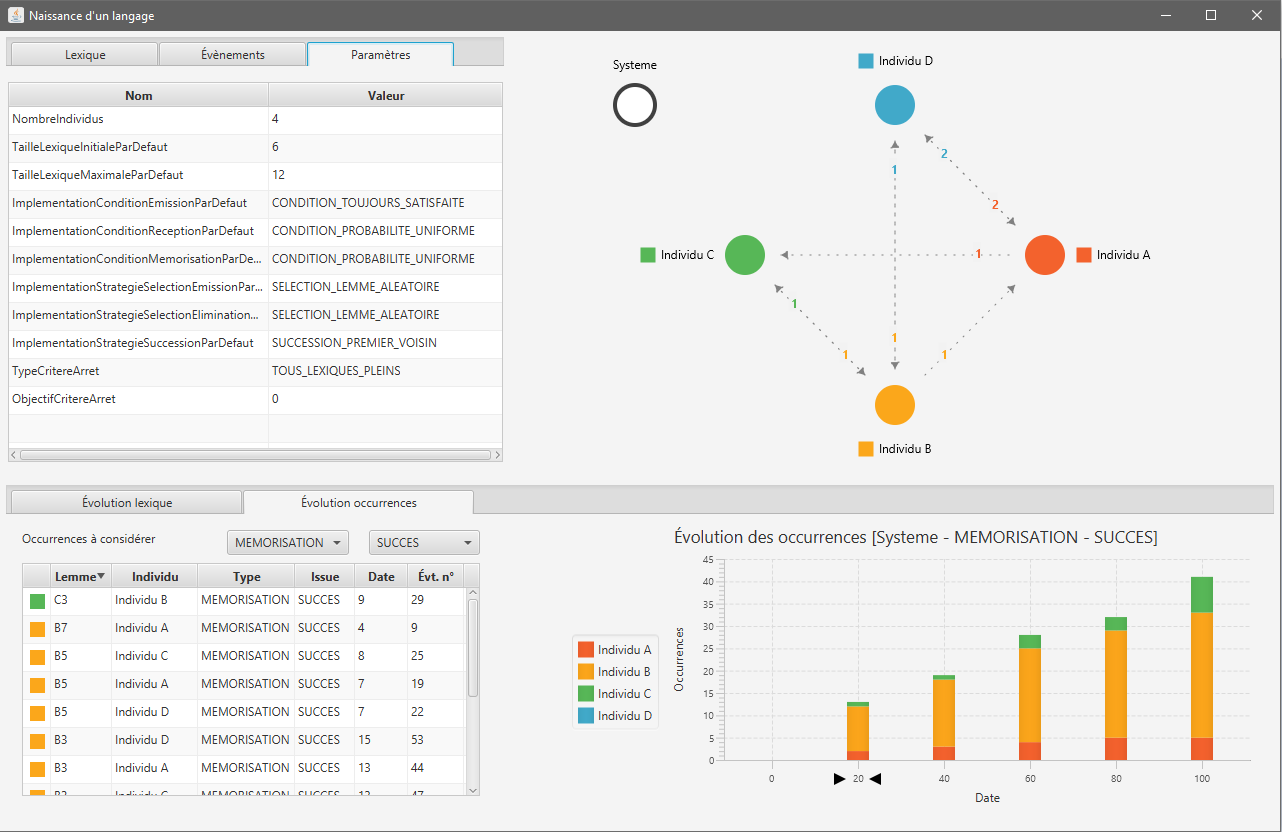 Naissance d'un langage
Lexique Évènements Paramètres
Nom Valeur
NombreIndividus 4
TailleLexiqueInitialeParDefaut 6
TailleLexiqueMaximaleParDefaut 12
ImplementationConditionEmissionParDefaut CONDITION_TOUJOURS_SATISFAITE
ImplementationConditionReceptionParDefaut CONDITION_PROBABILITE_UNIFORME
ImplementationConditionMemorisationParDe... CONDITION_PROBABILITE_UNIFORME
ImplementationStrategieSelectionEmissionPar... SELECTION_LEMME_ALEATOIRE
ImplementationStrategieSelectionElimination... SELECTION_LEMME_ALEATOIRE
ImplementationStrategieSuccessionParDefaut SUCCESSION_PREMIER_VOISIN
TypeCritereArret TOUS_LEXIQUES_PLEINS
ObjectifCritereArret 0
Systeme
Individu D
1
2
2
Individu C
1
Individu A
1
1
1
1
Individu B
Évolution lexique Évolution occurrences
Occurrences à considérer MEMORISATION SUCCES
Lemme Individu Type Issue Date Évt. n°
C3 Individu B MEMORISATION SUCCES 9 29
B7 Individu A MEMORISATION SUCCES 4 9
B5 Individu C MEMORISATION SUCCES 8 25
B5 Individu A MEMORISATION SUCCES 7 19
B5 Individu D MEMORISATION SUCCES 7 22
B3 Individu D MEMORISATION SUCCES 15 53
B3 Individu A MEMORISATION SUCCES 13 44
B3 Individu C MEMORISATION SUCCES 13 47
Évolution des occurrences [Systeme - MEMORISATION - SUCCES]
Individu A
Individu B
Individu C
Individu D
Occurrences
45
40
35
30
25
20
15
10
5
0
0 20 40 60 80 100
Date